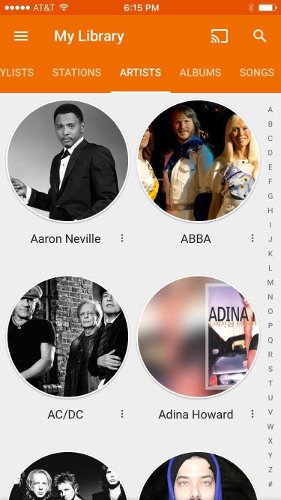 AT&T 6:15 PM
My Library
YLISTS STATIONS ARTISTS ALBUMS SONGS
Aaron Neville
ABBA
ADINA
AC/DC
Adina Howard
A
B
C
D
E
F
G
H
I
J
K
L
M
N
O
P
Q
R
S
T
U
V
W
X
Y
Z
#